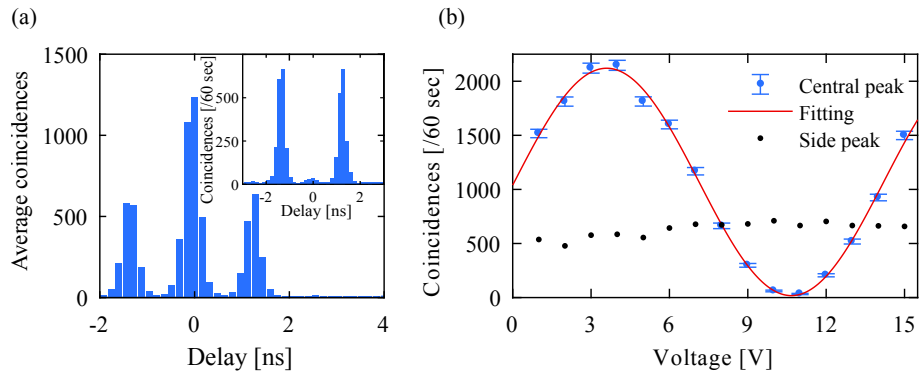 (a)
Average coincidences
1500
1000
500
0
-2
0
2
4
Delay [ns]
Coincidences [/60 sec]
750
500
250
0
-2
0
2
Delay [ns]
(b)
Coincidences [/60 sec]
2000
1500
1000
500
0
0
3
6
9
12
15
Voltage [V]
Central peak
Fitting
Side peak